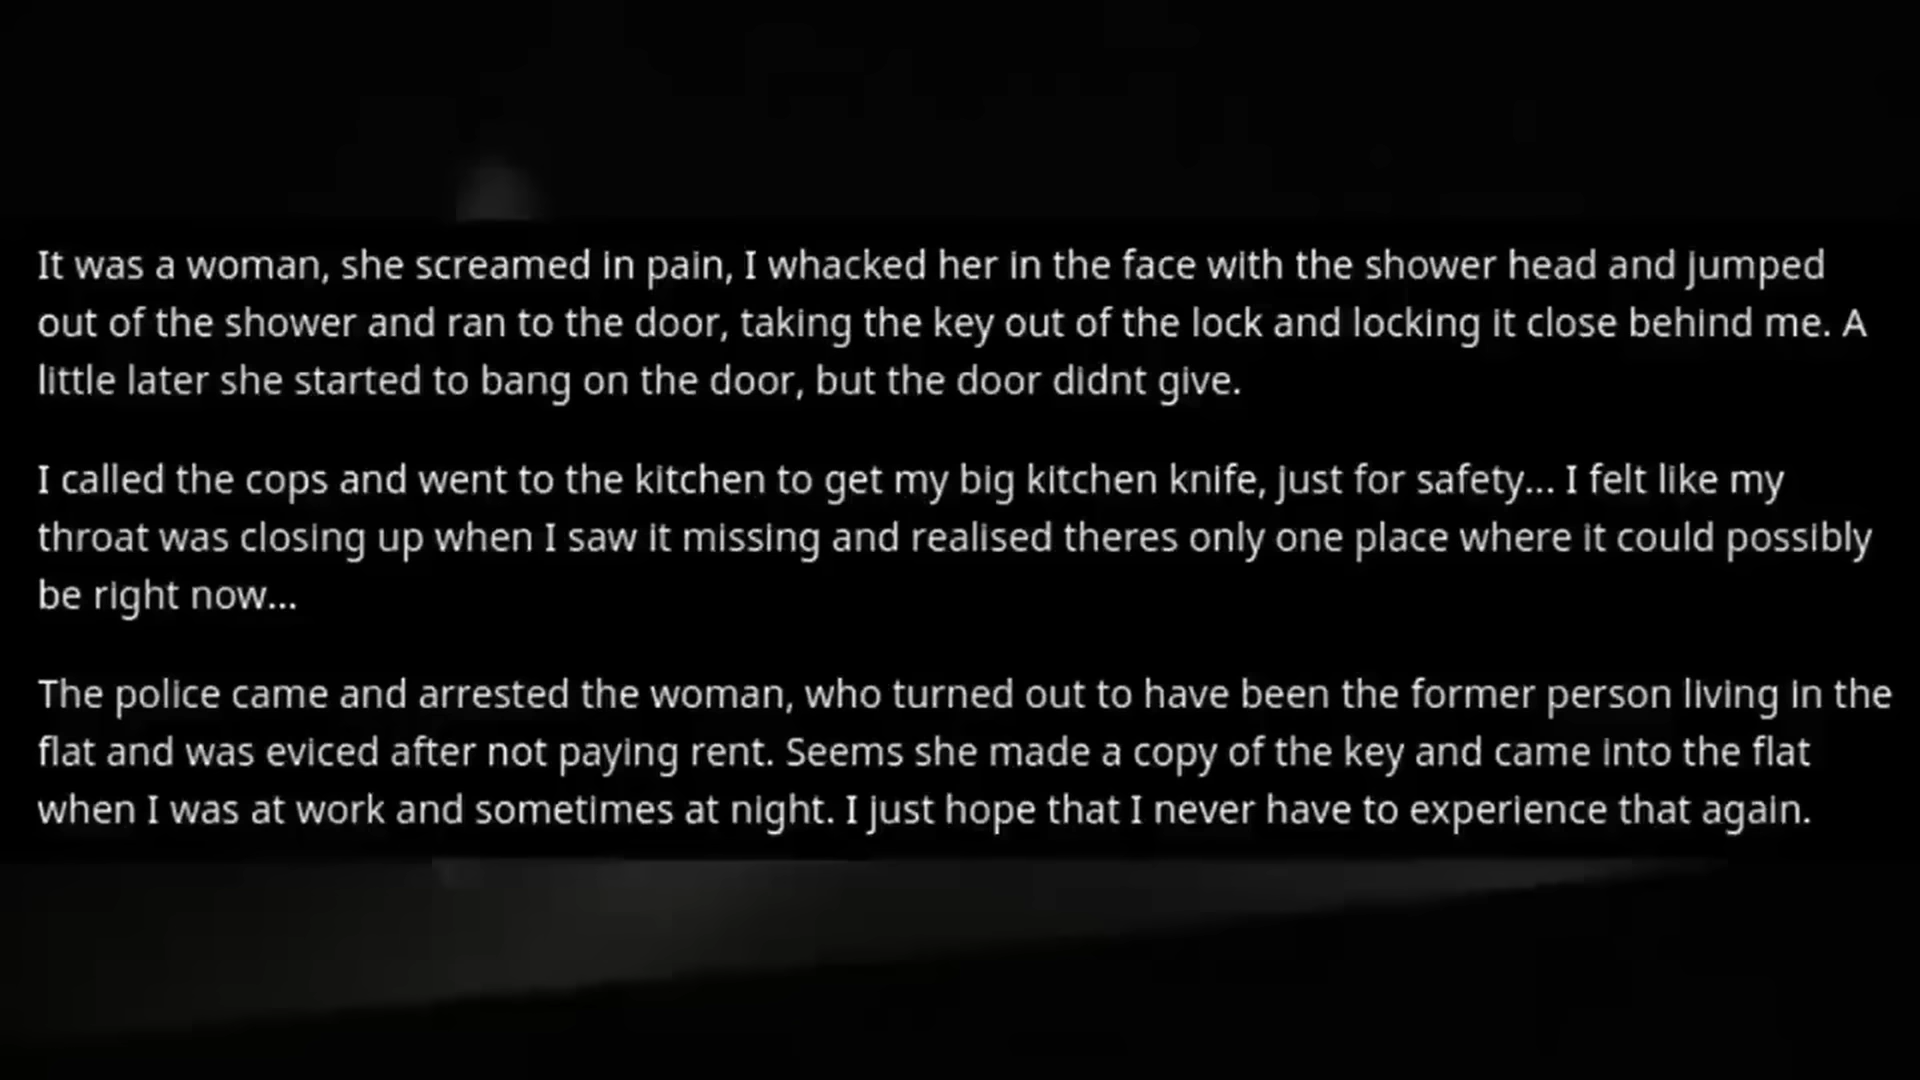 It was a woman, she screamed in pain, I whacked her in the face with the shower head and jumped
out of the shower and ran to the door, taking the key out of the lock and locking it close behind me. A
little later she started to bang on the door, but the door didnt give.
I called the cops and went to the kitchen to get my big kitchen knife, just for safety... I felt like my
throat was closing up when I saw it missing and realised theres only one place where it could possibly
be right now...
The police came and arrested the woman, who turned out to have been the former person living in the
flat and was eviced after not paying rent. Seems she made a copy of the key and came into the flat
when I was at work and sometimes at night. I just hope that I never have to experience that again.